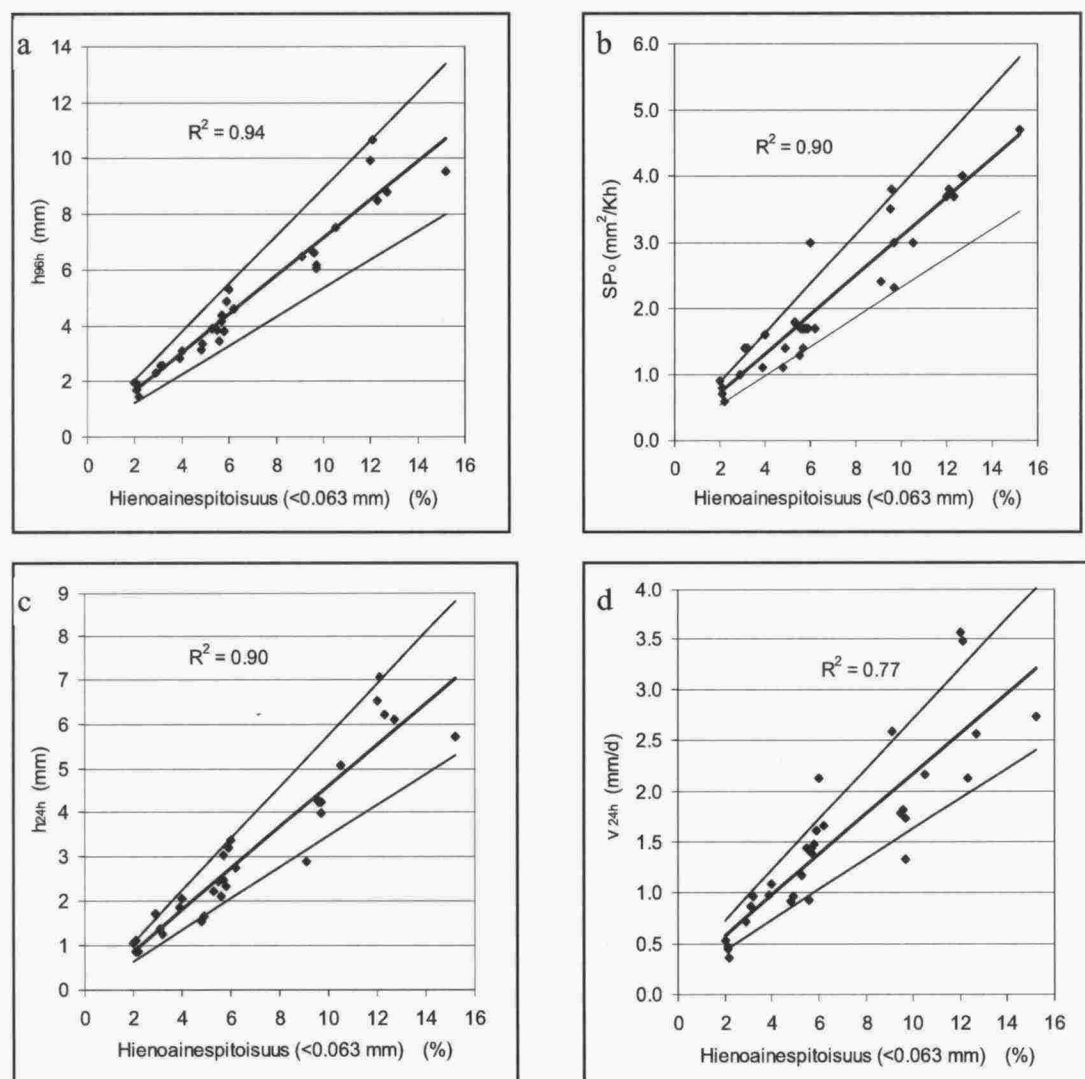 a
h96h (mm)
14
12
10
8
6
4
2
0
R² = 0.94
0 2 4 6 8 10 12 14 16
Hienoainespitoisuus (<0.063 mm) (%)
b
SPo (mm²/Kh)
6.0
5.0
4.0
3.0
2.0
1.0
0.0
R² = 0.90
0 2 4 6 8 10 12 14 16
Hienoainespitoisuus (<0.063 mm) (%)
c
h24h (mm)
9
8
7
6
5
4
3
2
1
0
R² = 0.90
0 2 4 6 8 10 12 14 16
Hienoainespitoisuus (<0.063 mm) (%)
d
v 24h (mm/d)
4.0
3.5
3.0
2.5
2.0
1.5
1.0
0.5
0.0
R² = 0.77
0 2 4 6 8 10 12 14 16
Hienoainespitoisuus (<0.063 mm) (%)